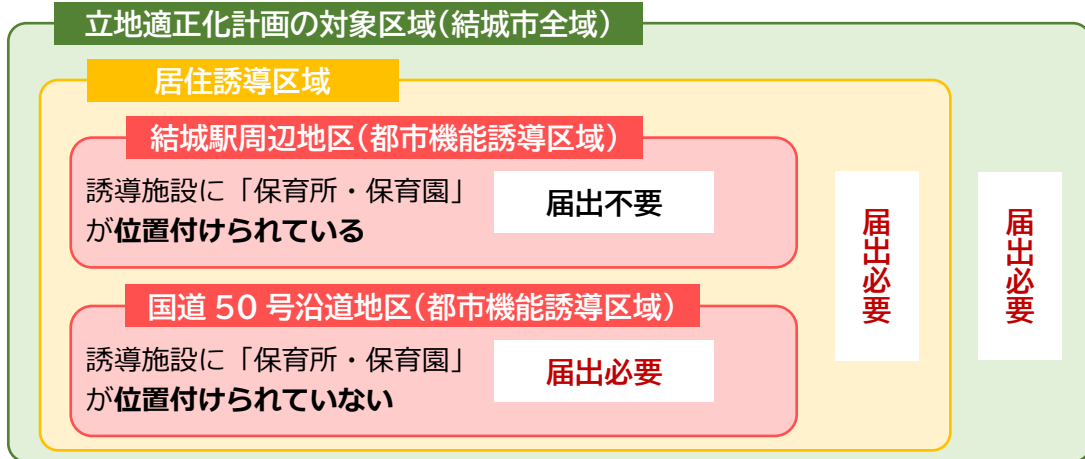 立地適正化計画の対象区域(結城市全域)
居住誘導区域
結城駅周辺地区(都市機能誘導区域)
誘導施設に「保育所・保育園」
が位置付けられている
届出不要
国道 50 号沿道地区(都市機能誘導区域)
誘導施設に「保育所・保育園」
が位置付けられていない
届出必要
届出必要
届出必要